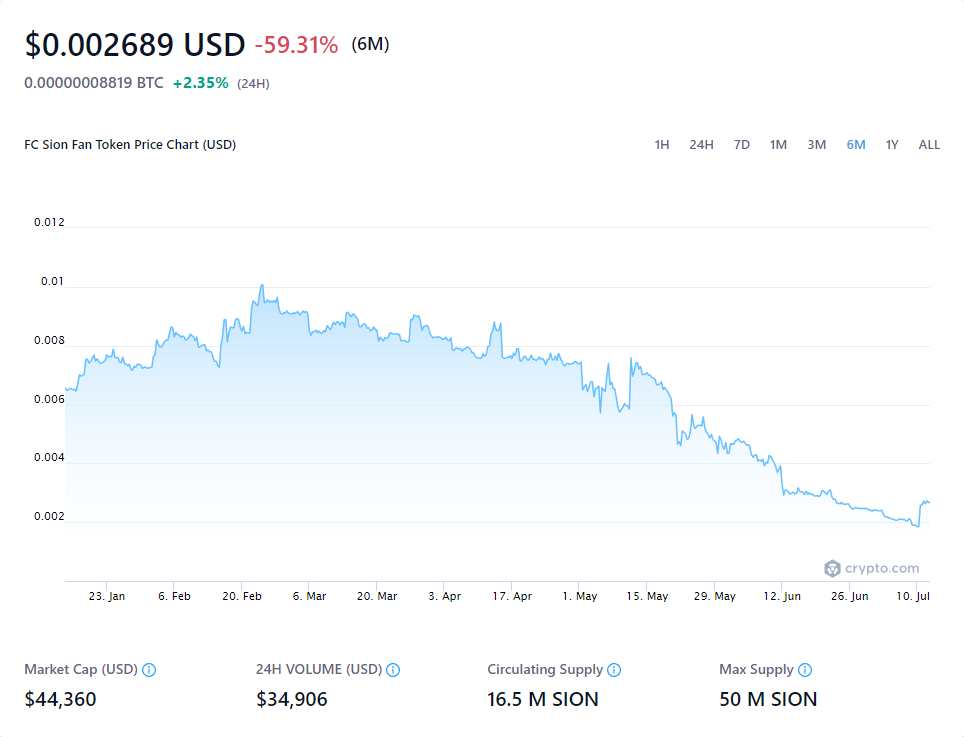 $0.002689 USD -59.31% (6M)
0.00000008819 BTC +2.35% (24H)
FC Sion Fan Token Price Chart (USD) 1H 24H 7D 1M 3M 6M 1Y ALL
0.012
0.01
0.008
0.006
0.004
0.002
crypto.com
23. Jan 6. Feb 20. Feb 6. Mar 20. Mar 3. Apr 17. Apr 1. May 15. May 29. May 12. Jun 26. Jun 10. Jul
Market Cap (USD) 24H VOLUME (USD) Circulating Supply Max Supply
$44,360 $34,906 16.5 M SION 50 M SION